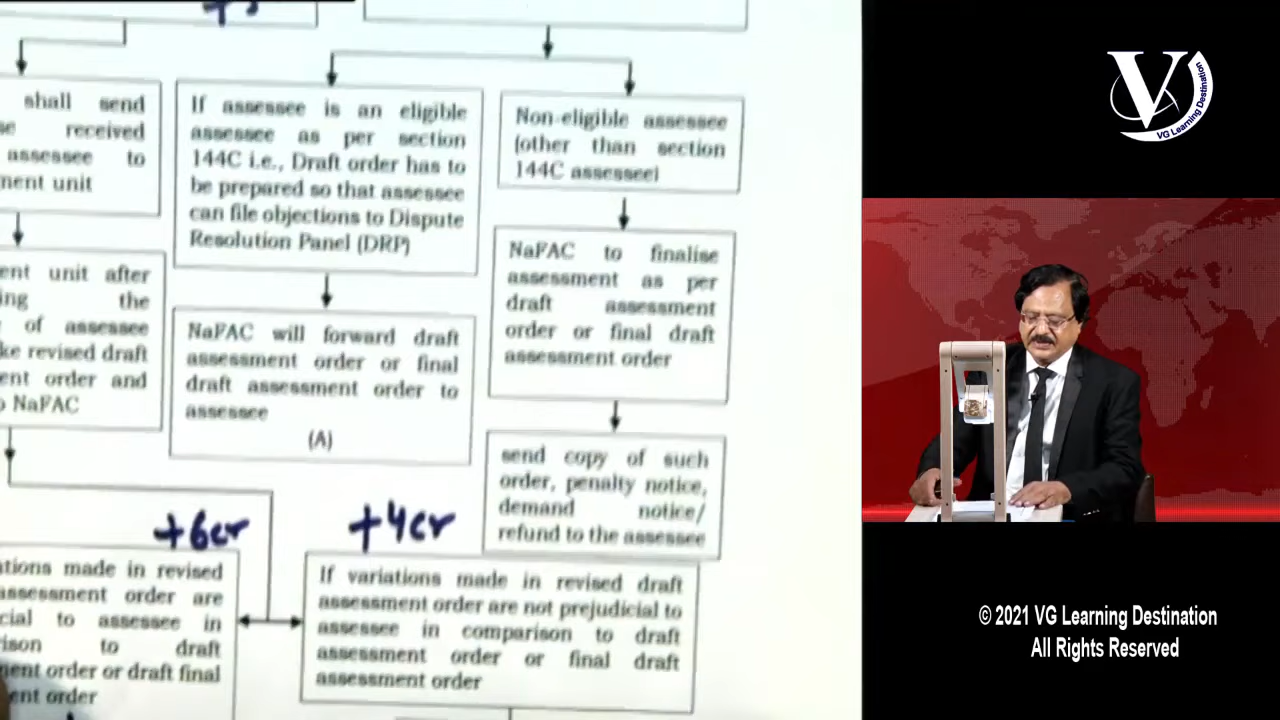 shall send
received
assessee to
ment unit
If assessee is an eligible
assessee as per section
144C i.e., Draft order has to
be prepared so that assessee
can file objections to Dispute
Resolution Panel (DRP)
Non-eligible assessee
(other than section
144C assessee)
ent unit after
ing the
of assessee
ke revised draft
ent order and
NaFAC
NaFAC will forward draft
assessment order or final
draft assessment order to
assessee
(A)
NaFAC to finalise
assessment as per
draft assessment
order or final draft
assessment order
send copy of such
order, penalty notice,
demand notice/
refund to the assessee
+6cr
+4cr
tions made in revised
assessment order are
cial to assessee in
ison to draft
ment order or draft final
ent order
If variations made in revised draft
assessment order are not prejudicial to
assessee in comparison to draft
assessment order or final draft
assessment order
V
VG Learning Destination
© 2021 VG Learning Destination
All Rights Reserved